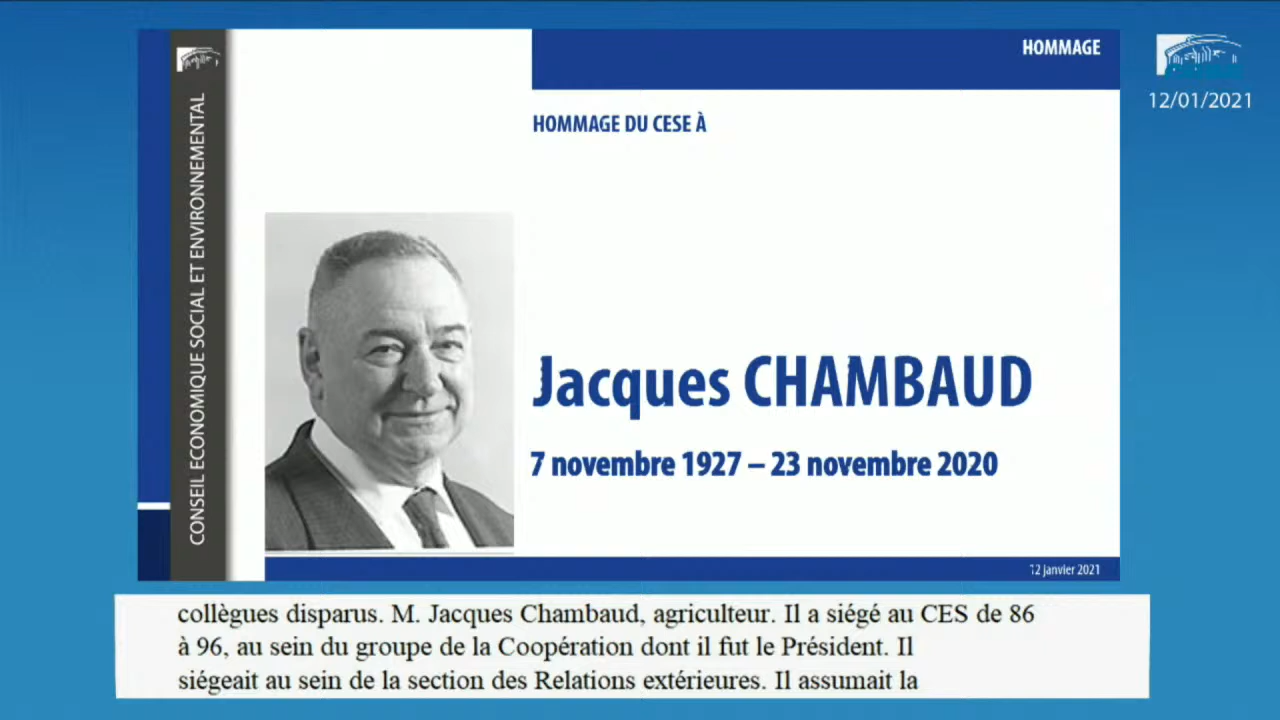 HOMMAGE
12/01/2021
CONSEIL ECONOMIQUE SOCIAL ET ENVIRONNEMENTAL
HOMMAGE DU CESE À
Jacques CHAMBAUD
7 novembre 1927 – 23 novembre 2020
12 janvier 2021
collègues disparus. M. Jacques Chambaud, agriculteur. Il a siégé au CES de 86
à 96, au sein du groupe de la Coopération dont il fut le Président. Il
siégeait au sein de la section des Relations extérieures. Il assumait la